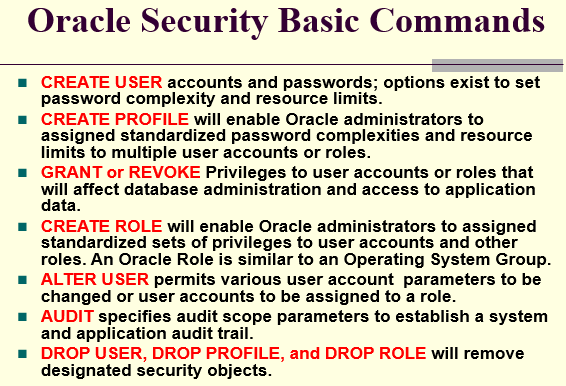 Oracle Security Basic Commands
CREATE USER accounts and passwords; options exist to set
password complexity and resource limits.
CREATE PROFILE will enable Oracle administrators to
assigned standardized password complexities and resource
limits to multiple user accounts or roles.
GRANT or REVOKE Privileges to user accounts or roles that
will affect database administration and access to application
data.
CREATE ROLE will enable Oracle administrators to assigned
standardized sets of privileges to user accounts and other
roles. An Oracle Role is similar to an Operating System Group.
ALTER USER permits various user account parameters to be
changed or user accounts to be assigned to a role.
AUDIT specifies audit scope parameters to establish a system
and application audit trail.
DROP USER, DROP PROFILE, and DROP ROLE will remove
designated security objects.